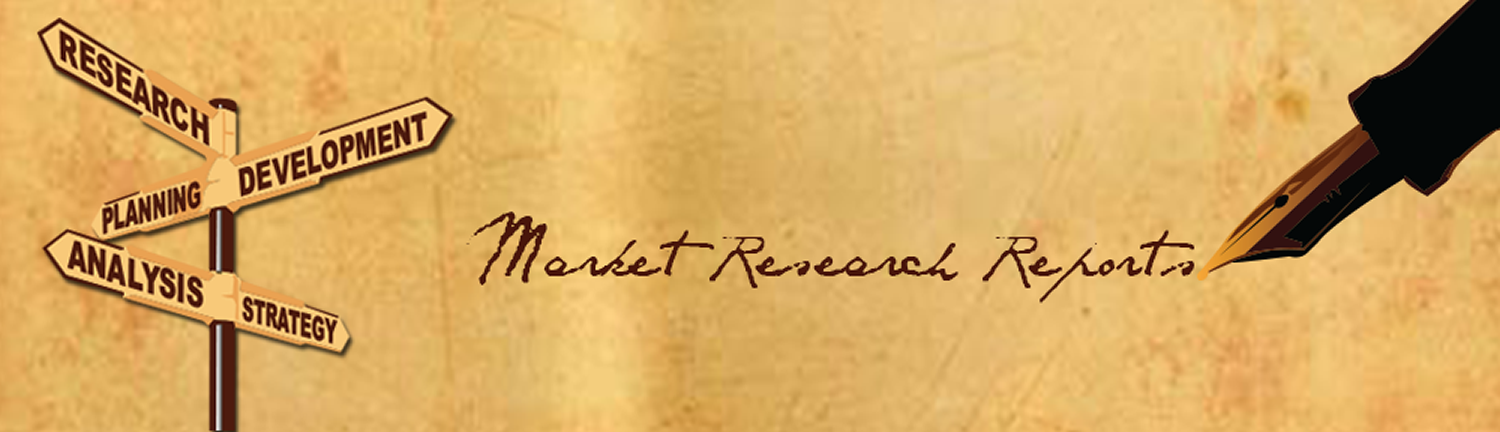 RESEARCH
DEVELOPMENT
PLANNING
ANALYSIS
STRATEGY
Market Research Reports